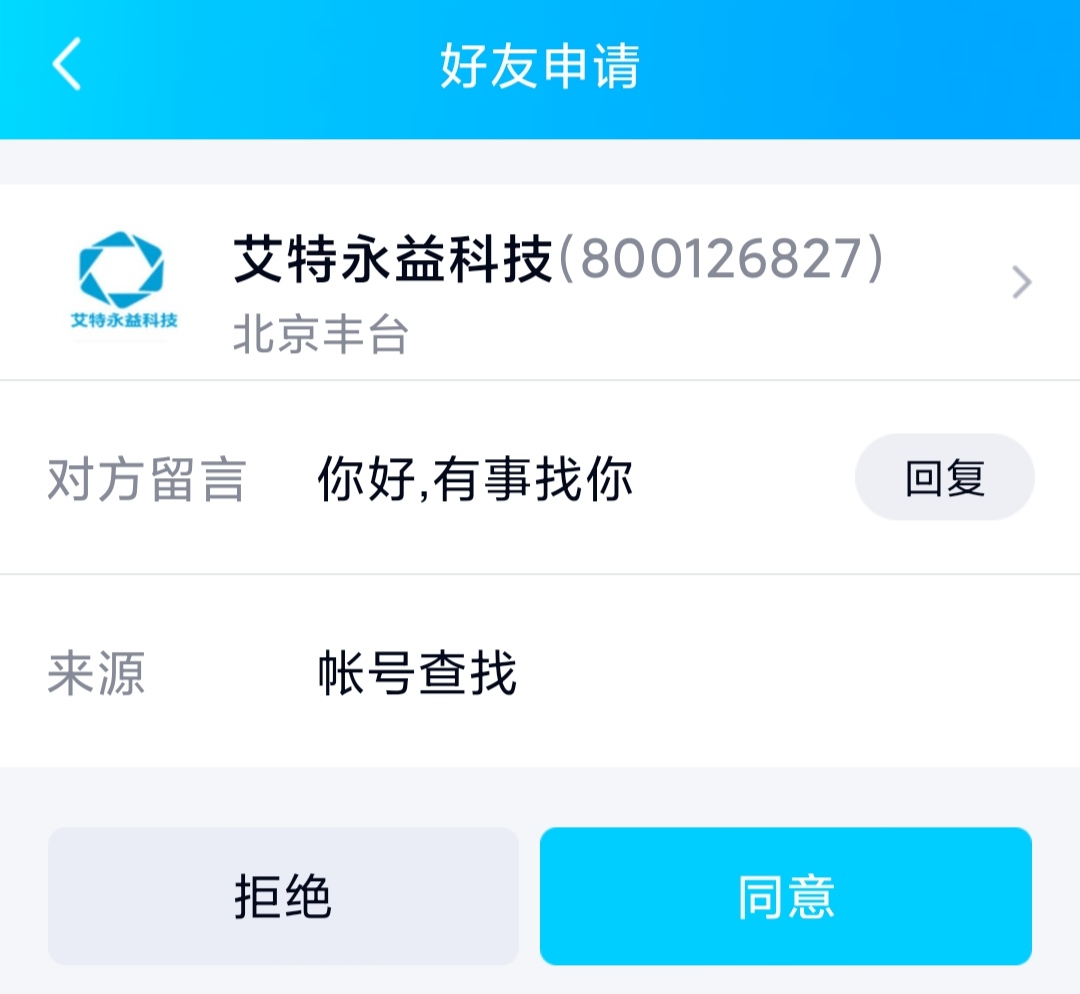 好友申请
艾特永益科技(800126827)
艾特永益科技
北京丰台
对方留言 你好,有事找你 回复
来源 帐号查找
拒绝 同意